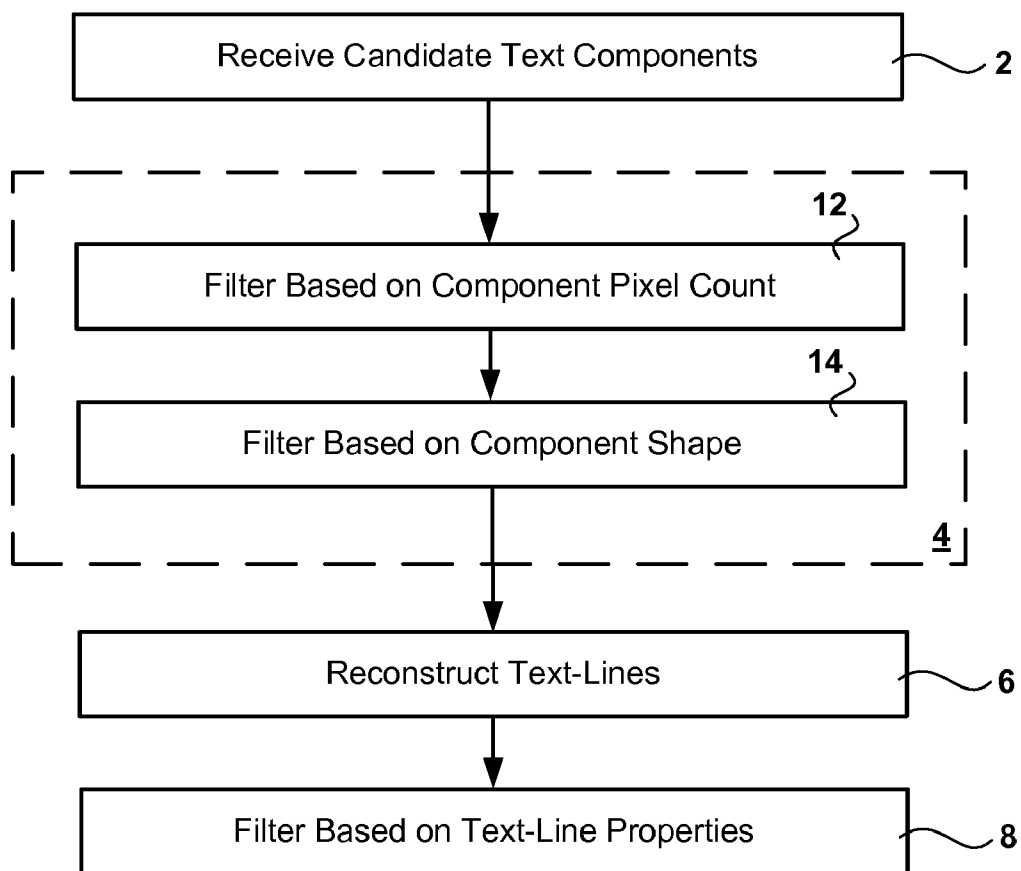 Receive Candidate Text Components
2
12
Filter Based on Component Pixel Count
14
Filter Based on Component Shape
4
Reconstruct Text-Lines
6
Filter Based on Text-Line Properties
8